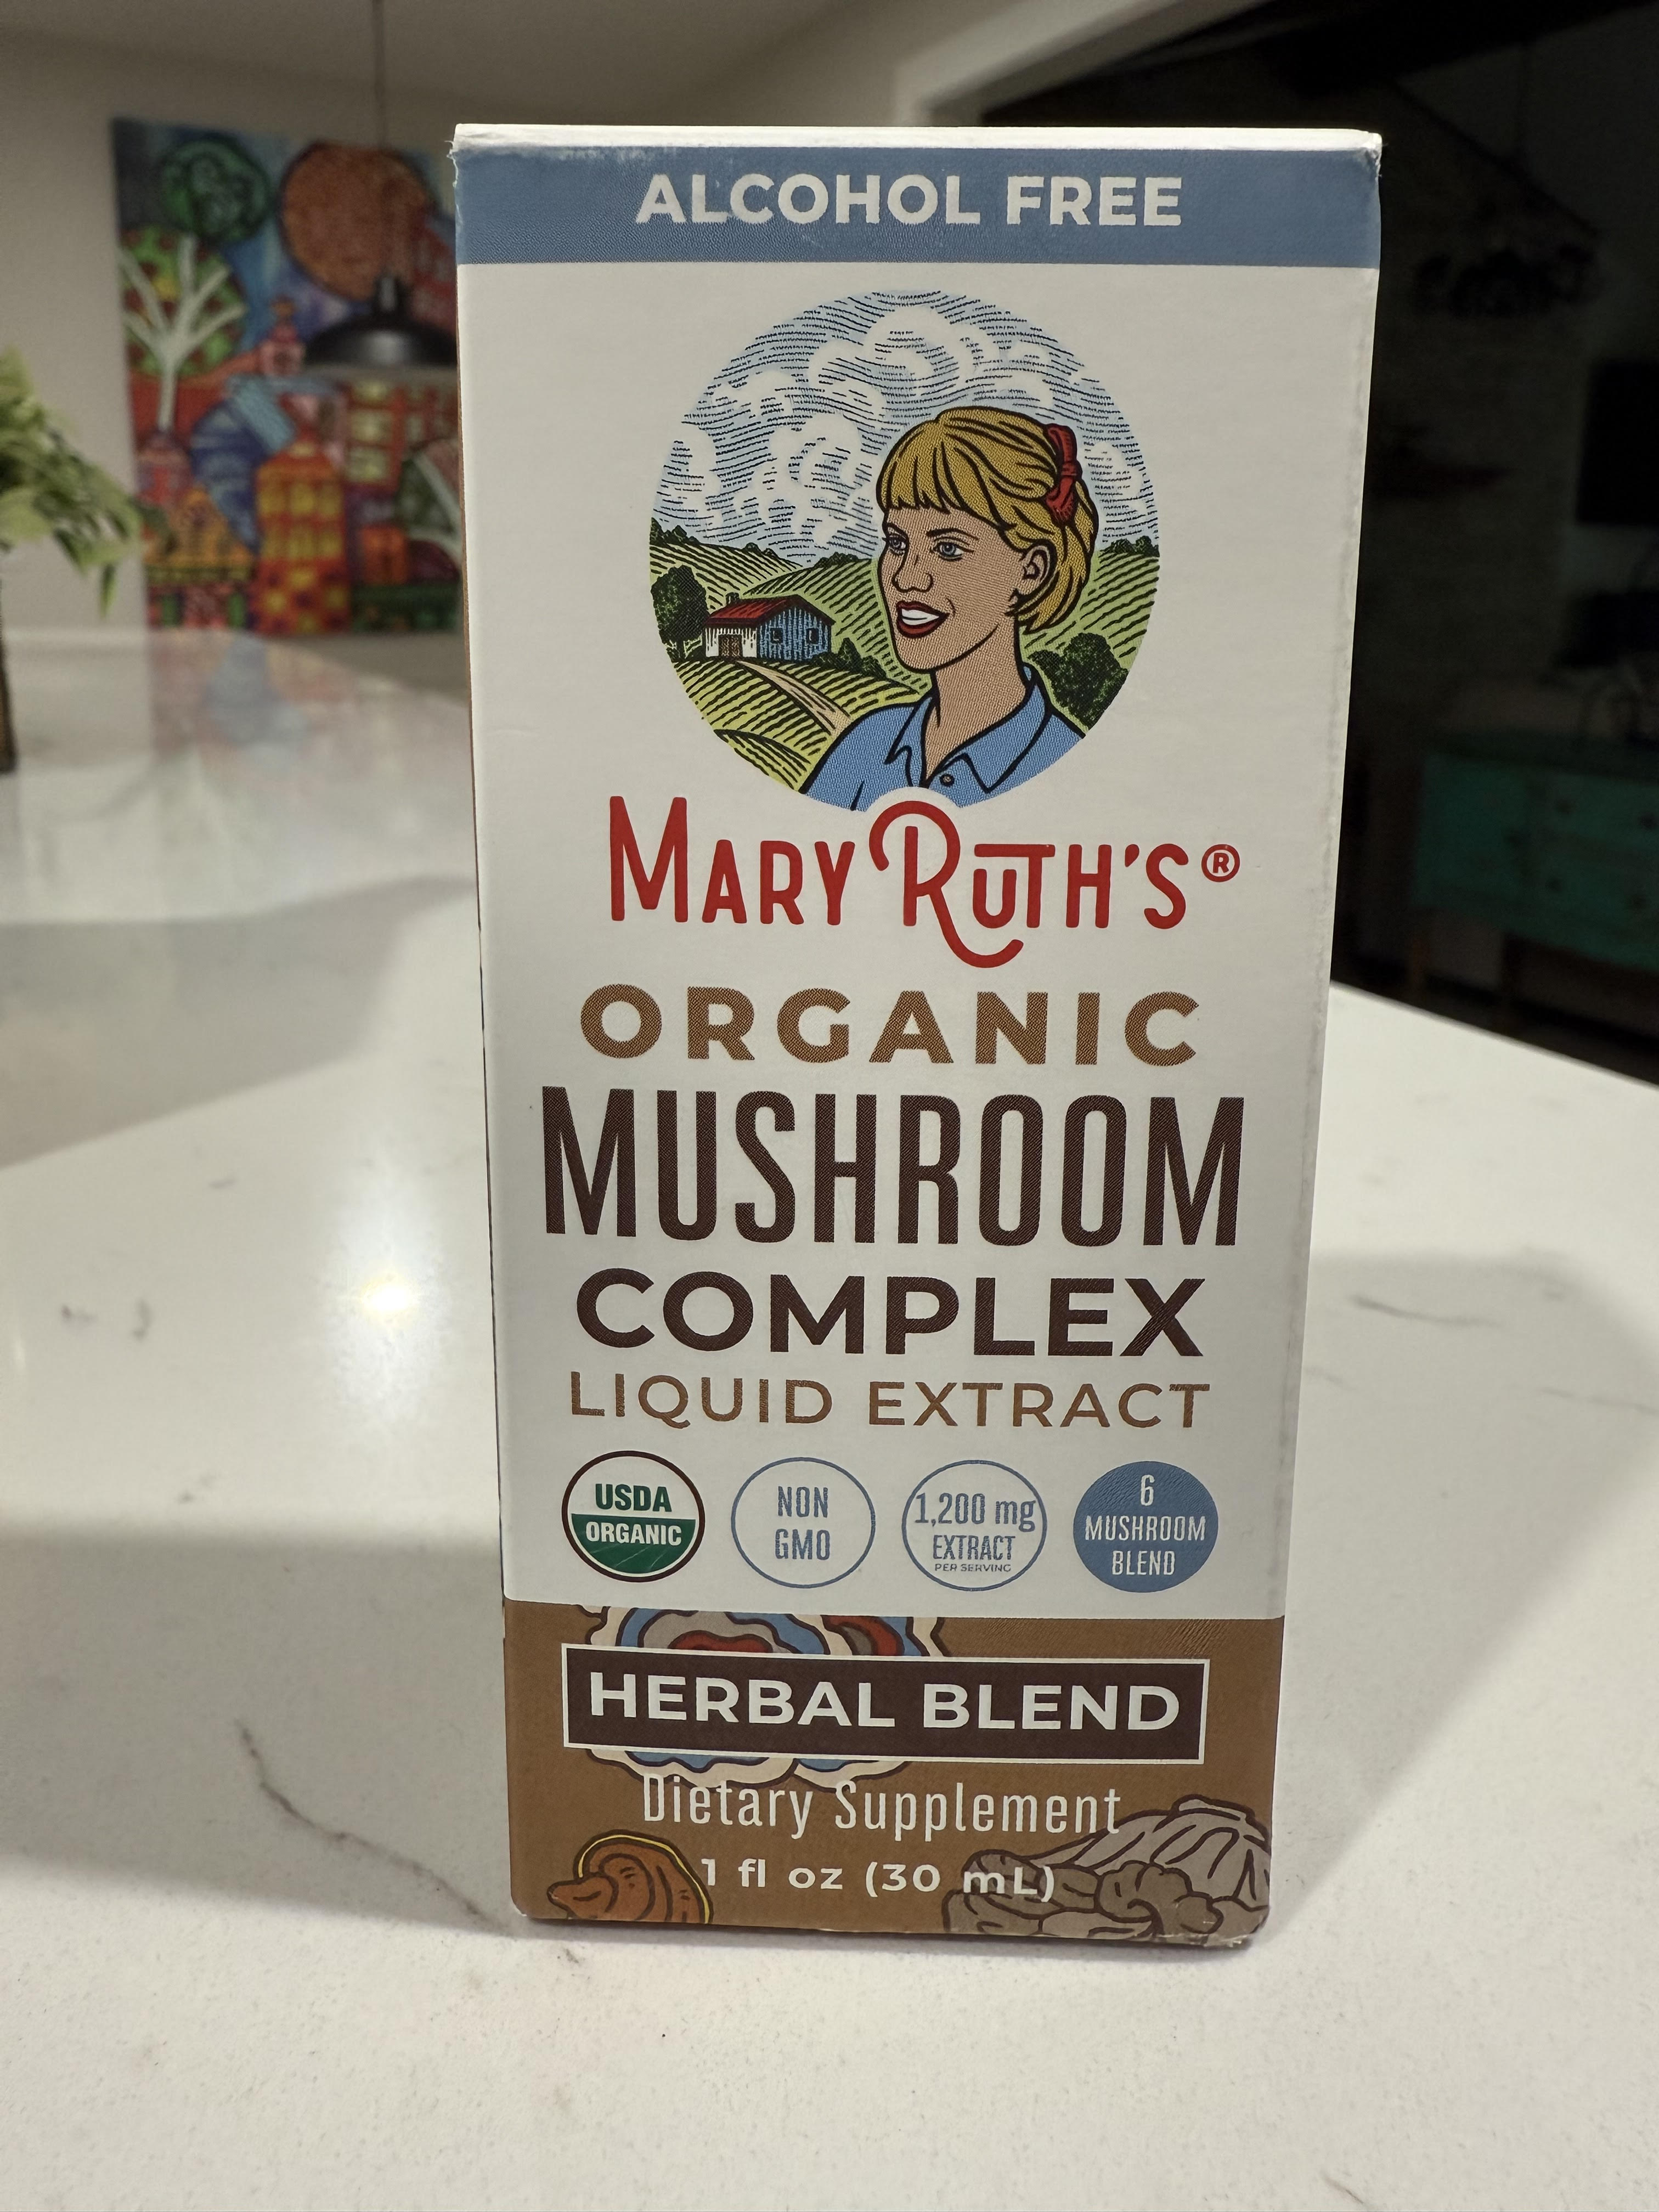 ALCOHOL FREE
MARY RUTH'S®
ORGANIC
MUSHROOM
COMPLEX
LIQUID EXTRACT
USDA
ORGANIC
NON
GMO
1,200 mg
EXTRACT
PER SERVING
6
MUSHROOM
BLEND
HERBAL BLEND
Dietary Supplement
1 fl oz (30 mL)